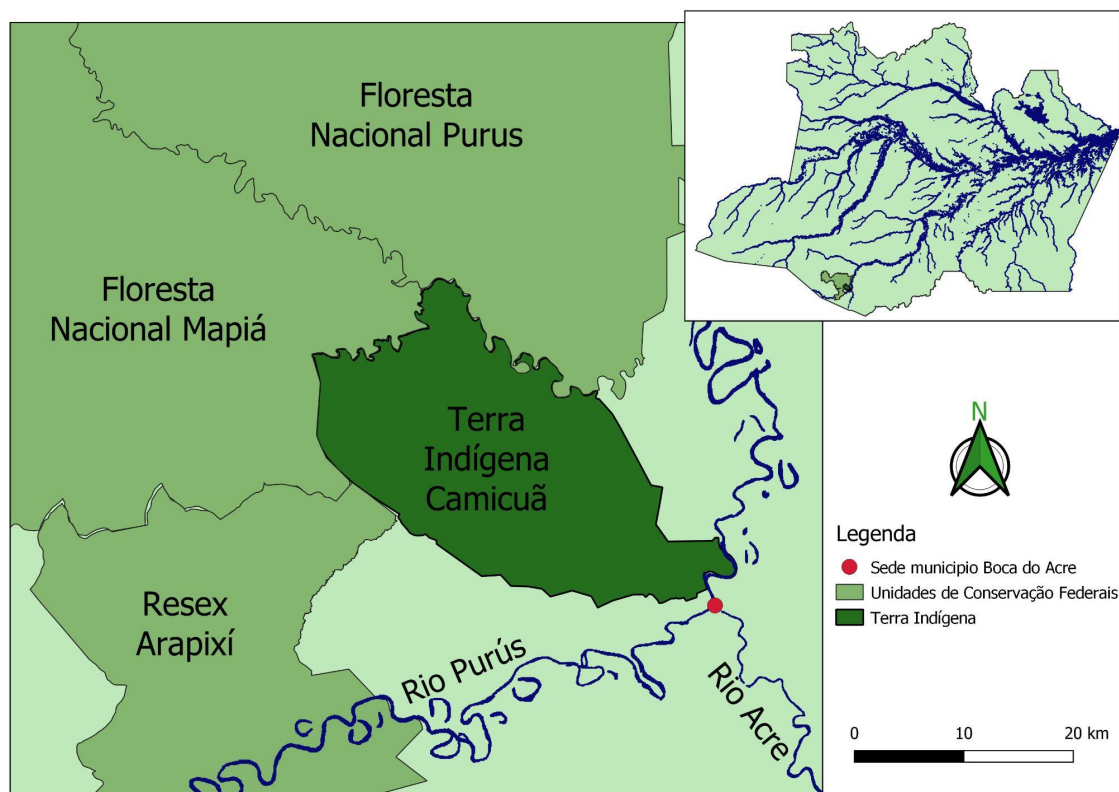 Floresta
Nacional Purus
Floresta
Nacional Mapiá
Terra
Indígena
Camicuã
Resex
Arapixí
Rio Purús
Rio Acre
N
Legenda
Sede municipio Boca do Acre
Unidades de Conservação Federais
Terra Indígena
0 10 20 km